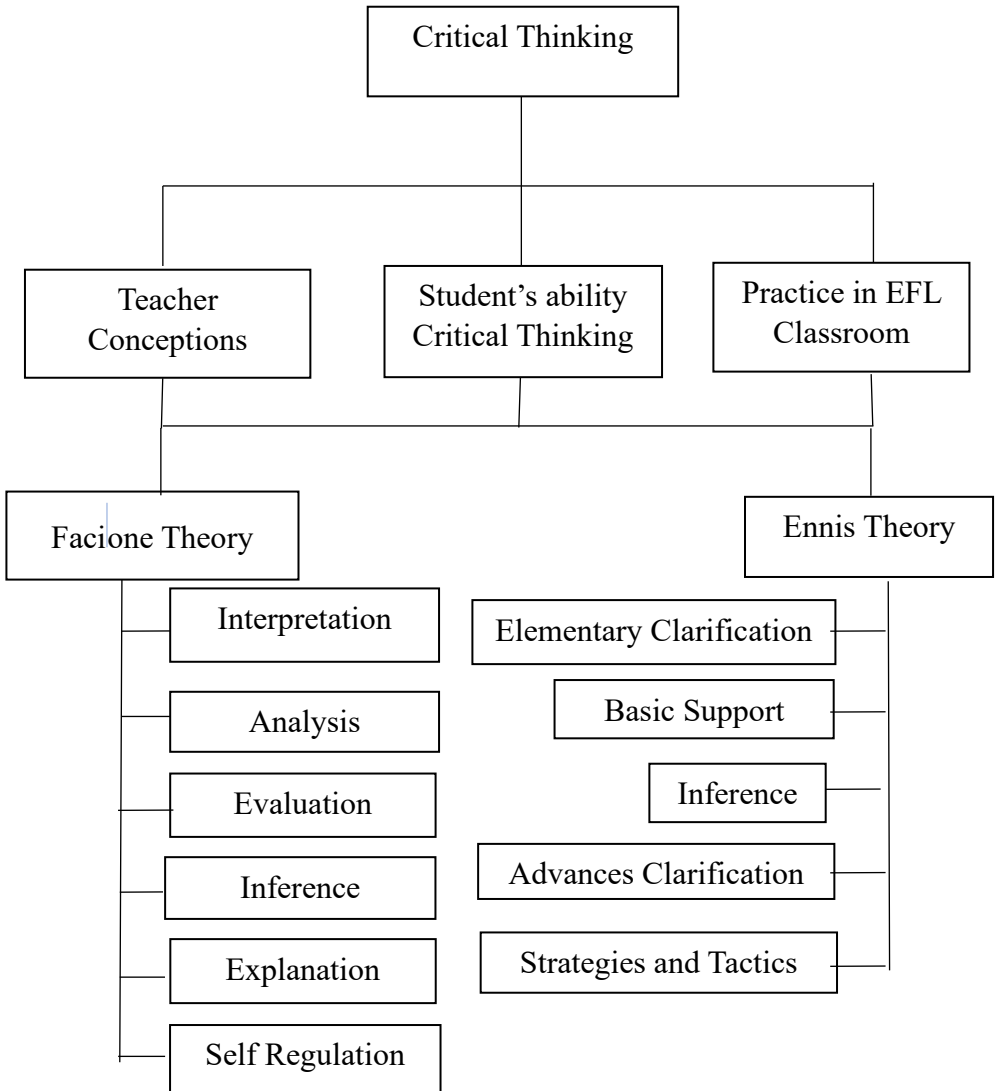 Critical Thinking
Teacher
Conceptions
Student’s ability
Critical Thinking
Practice in EFL
Classroom
Facione Theory
Ennis Theory
Interpretation
Analysis
Evaluation
Inference
Explanation
Self Regulation
Elementary Clarification
Basic Support
Inference
Advances Clarification
Strategies and Tactics